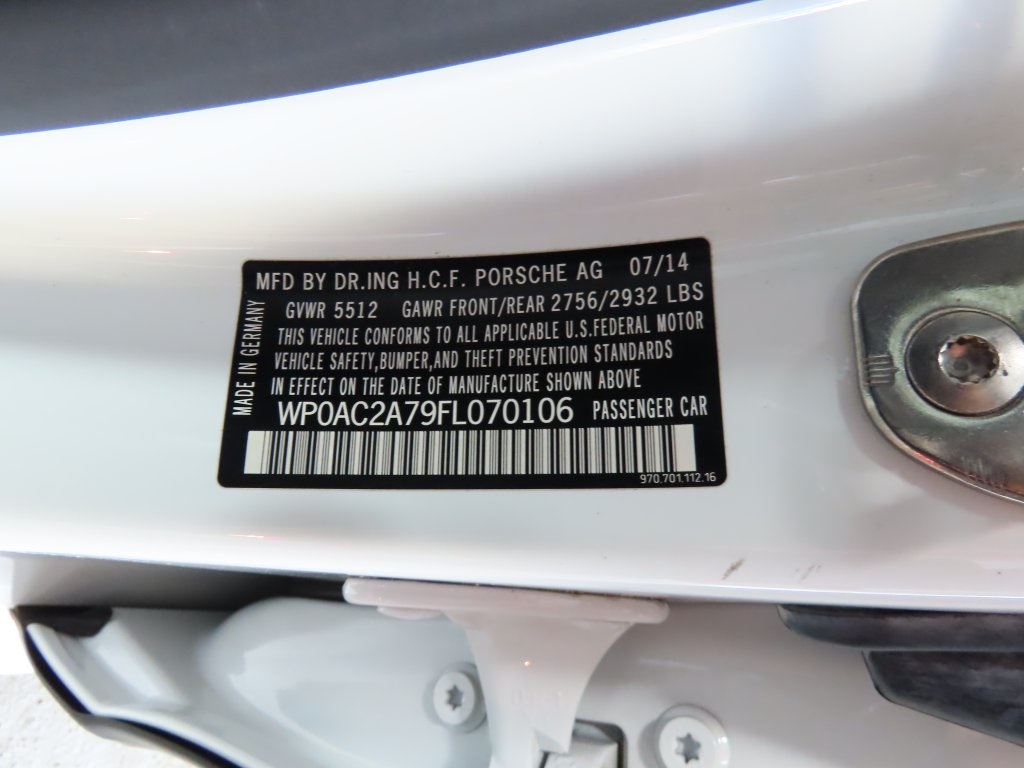 MFD BY DR.ING H.C.F. PORSCHE AG 07/14
GVWR 5512 GAWR FRONT/REAR 2756/2932 LBS
THIS VEHICLE CONFORMS TO ALL APPLICABLE U.S.FEDERAL MOTOR
VEHICLE SAFETY,BUMPER,AND THEFT PREVENTION STANDARDS
IN EFFECT ON THE DATE OF MANUFACTURE SHOWN ABOVE
WP0AC2A79FL070106 PASSENGER CAR
970.701.112.16
MADE IN GERMANY